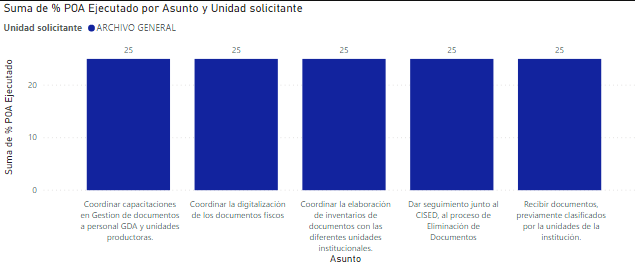 Suma de % POA Ejecutado por Asunto y Unidad solicitante
Unidad solicitante ARCHIVO GENERAL
Suma de % POA Ejecutado
20
10
0
25
25
25
25
25
Coordinar capacitaciones
en Gestion de documentos
a personal GDA y unidades
productoras.
Coordinar la digitalización
de los documentos fiscos
Coordinar la elaboración
de inventarios de
documentos con las
diferentes unidades
institucionales.
Dar seguimiento junto al
CISED, al proceso de
Eliminación de
Documentos
Recibir documentos,
previamente clasificados
por la unidades de la
institución.
Asunto